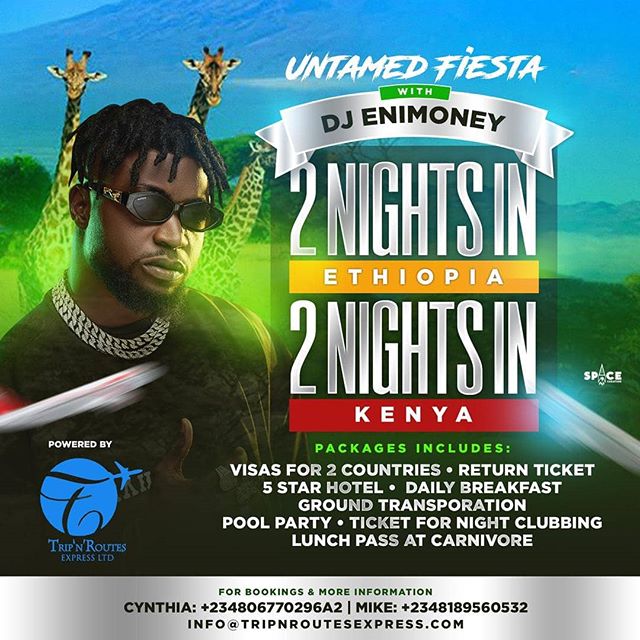 UNTAMED FIESTA
WITH
DJ ENIMONEY
2 NIGHTS IN
ETHIOPIA
2 NIGHTS IN
KENYA
SPACE
POWERED BY
TRIP'N'ROUTES
EXPRESS LTD
PACKAGES INCLUDES:
VISAS FOR 2 COUNTRIES • RETURN TICKET
5 STAR HOTEL • DAILY BREAKFAST
GROUND TRANSPORATION
POOL PARTY • TICKET FOR NIGHT CLUBBING
LUNCH PASS AT CARNIVORE
FOR BOOKINGS & MORE INFORMATION
CYNTHIA: +234806770296A2 | MIKE: +2348189560532
INFO@TRIPNROUTESEXPRESS.COM